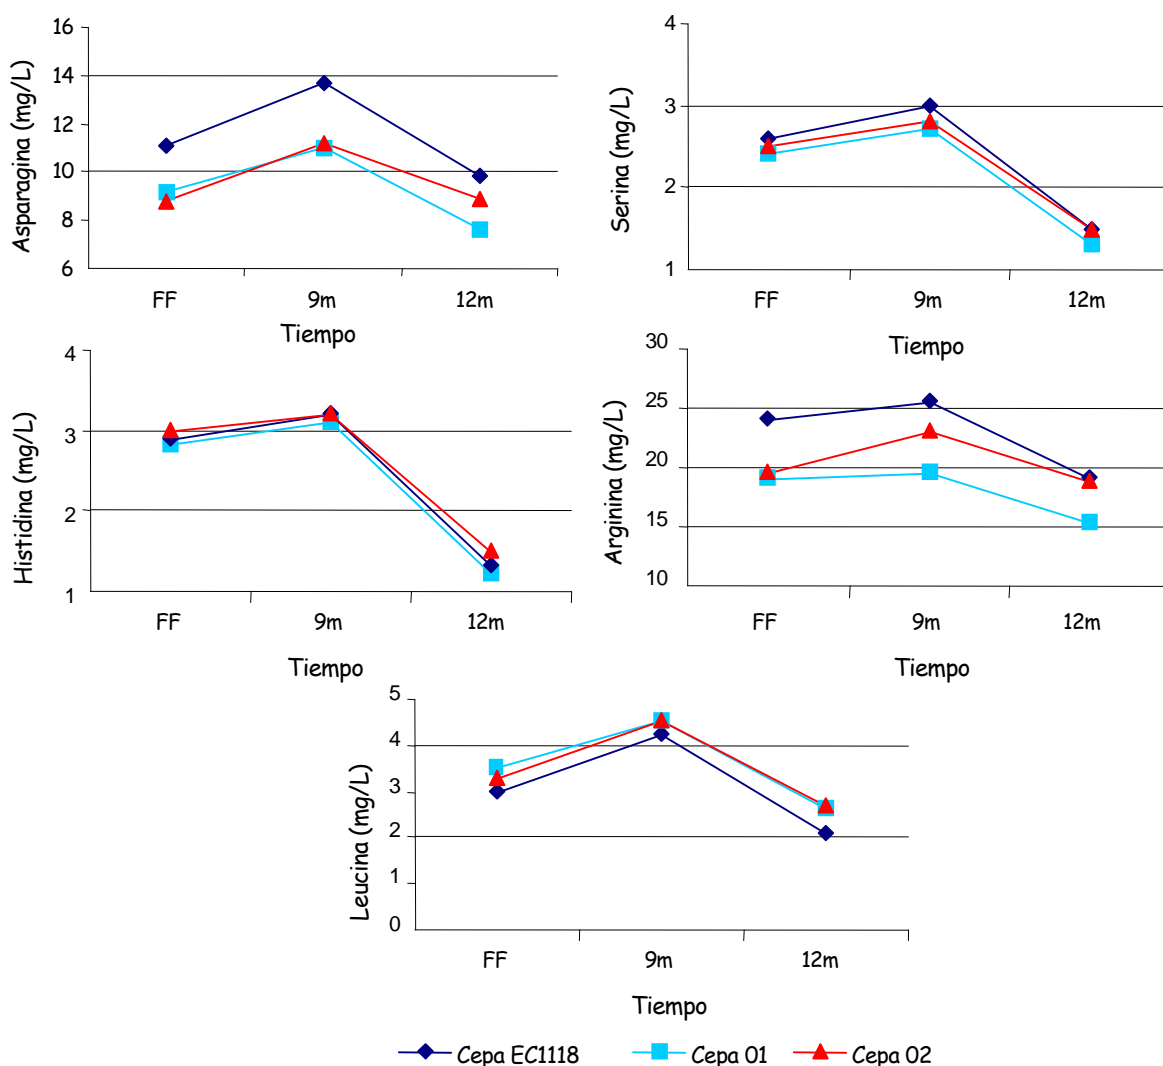 16
14
12
10
8
6
Asparagina (mg/L)
FF 9m 12m
Tiempo
4
3
2
1
Serina (mg/L)
FF 9m 12m
Tiempo
4
3
2
1
Histidina (mg/L)
FF 9m 12m
Tiempo
30
25
20
15
10
Arginina (mg/L)
FF 9m 12m
Tiempo
5
4
3
2
1
0
Leucina (mg/L)
FF 9m 12m
Tiempo
Cepa EC1118 Cepa 01 Cepa 02